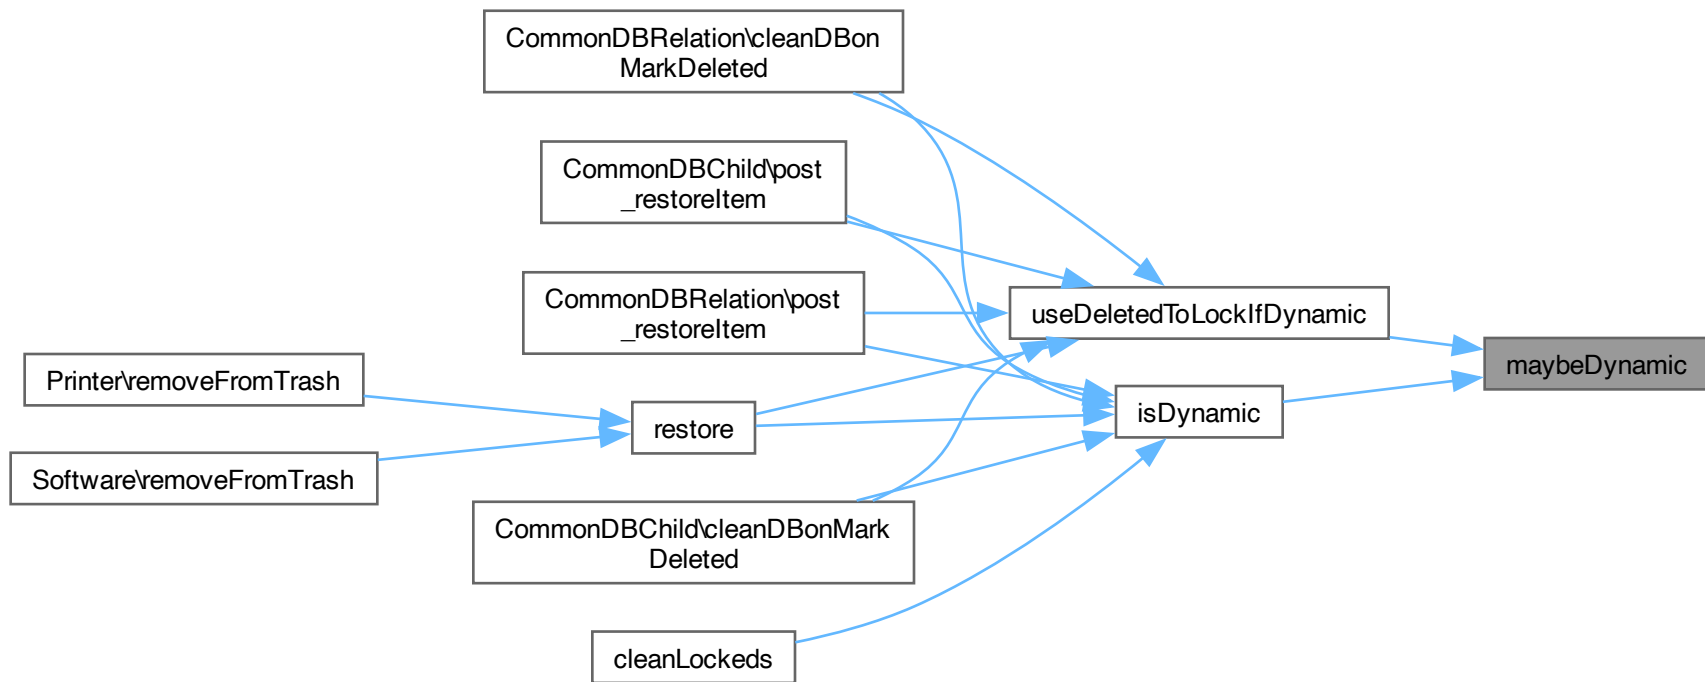 CommonDBRelation\cleanDBon
MarkDeleted
CommonDBChild\post
_restoreItem
CommonDBRelation\post
_restoreItem
useDeletedToLockIfDynamic
maybeDynamic
Printer\removeFromTrash
restore
isDynamic
Software\removeFromTrash
CommonDBChild\cleanDBonMark
Deleted
cleanLockeds